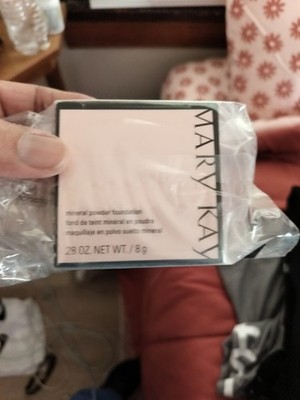 MARY KAY
mineral powder foundation
fond de teint minéral en poudre
maquillaje en polvo suelto mineral
.28 OZ. NET WT. / 8 g